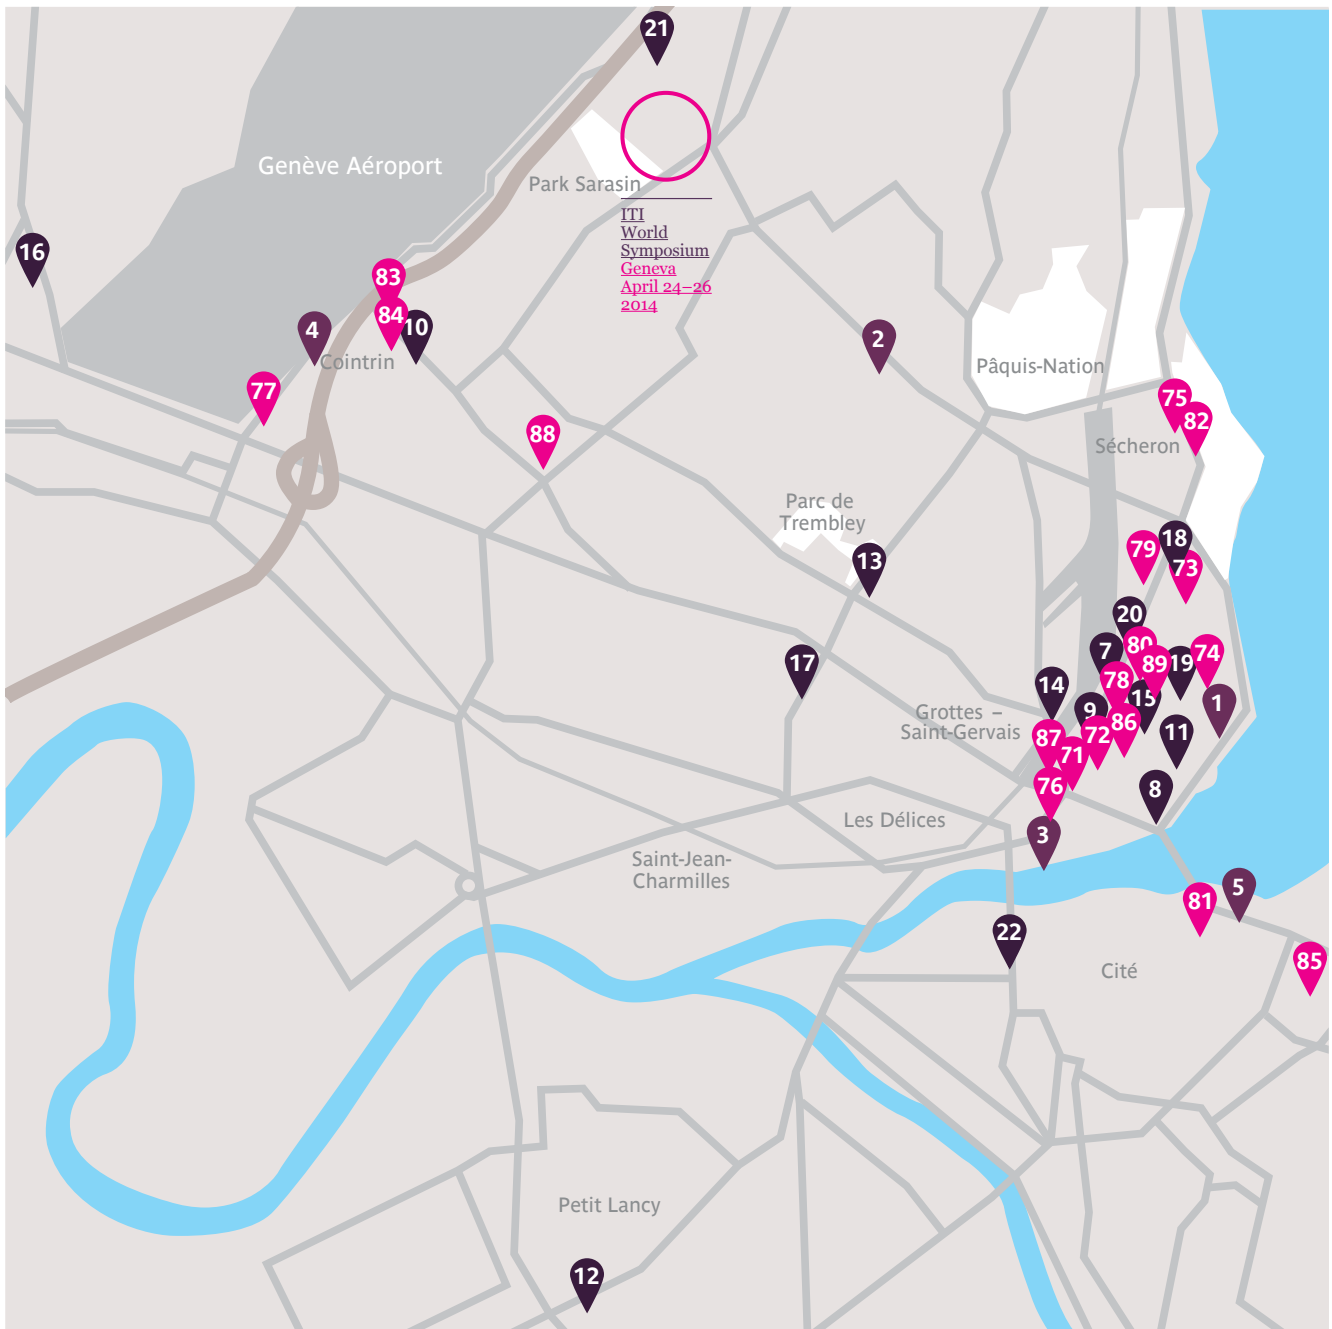 21
Genève Aéroport
Park Sarasin
ITI
World
Symposium
Geneva
April 24–26
2014
16
83
84
10
4
Cointrin
2
Pâquis-Nation
77
88
75
82
Sécheron
Parc de
Trembley
13
18
79
73
20
7
80
89
19
74
17
14
78
15
1
9
Grottes –
Saint-Gervais
86
11
87
72
71
76
8
Les Délices
3
Saint-Jean-
Charmilles
5
81
22
85
Cité
Petit Lancy
12